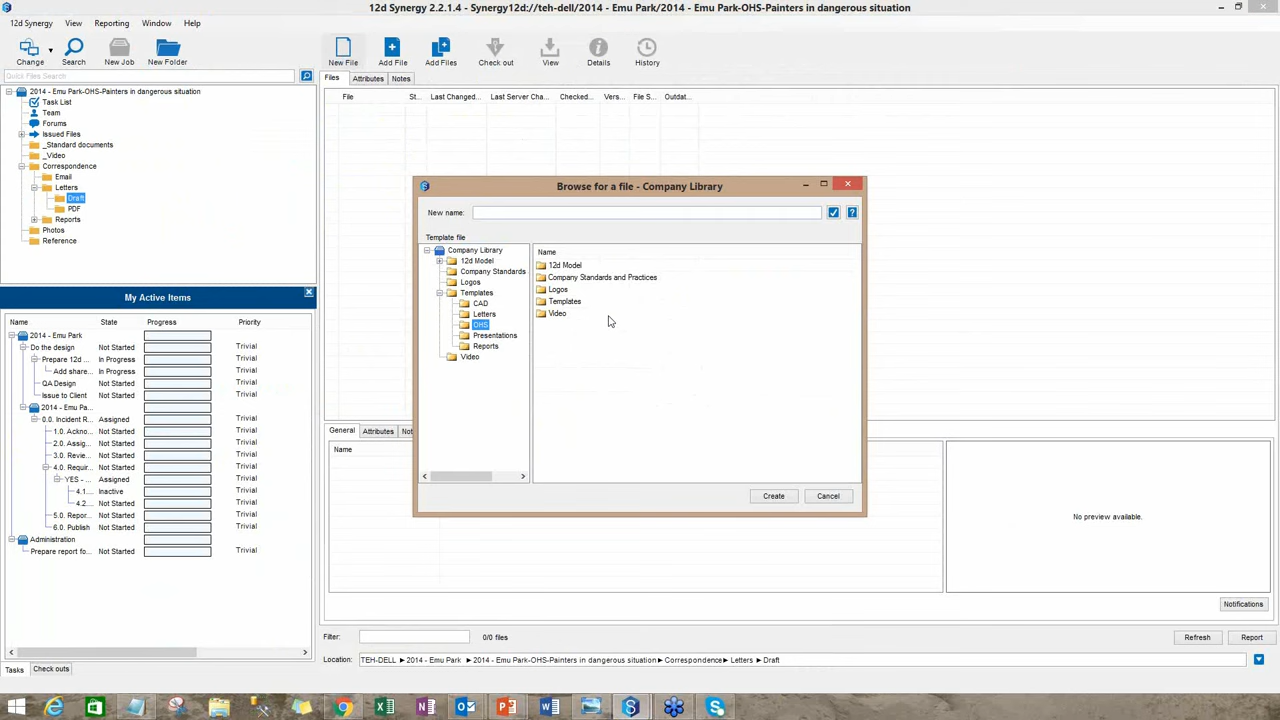 12d Synergy 2.2.1.4 - Synergy12d://teh-dell/2014 - Emu Park/2014 - Emu Park-OHS-Painters in dangerous situation
12d Synergy View Reporting Window Help
Change Search New Job New Folder New File Add File Add Files Check out View Details History
Quick Files Search
Files Attributes Notes
File St... Last Changed... Last Server Cha... Checked... Vers... File S... Outdat...
2014 - Emu Park-OHS-Painters in dangerous situation
Task List
Team
Forums
Issued Files
_Standard documents
_Video
Correspondence
Email
Letters
Draft
PDF
Reports
Photos
Reference
Browse for a file - Company Library
New name:
Template file
Company Library
12d Model
Company Standards
Logos
Templates
CAD
Letters
OHS
Presentations
Reports
Video
Name
12d Model
Company Standards and Practices
Logos
Templates
Video
Create Cancel
My Active Items
Name State Progress Priority
2014 - Emu Park
Do the design Not Started Trivial
Prepare 12d ... In Progress Trivial
Add share... In Progress Trivial
QA Design Not Started Trivial
Issue to Client Not Started Trivial
2014 - Emu Pa...
0.0. Incident R... Assigned Trivial
1.0. Ackno... Not Started Trivial
2.0. Assig... Not Started Trivial
3.0. Revie... Not Started Trivial
4.0. Requir... Not Started Trivial
YES - ... Assigned Trivial
4.1.... Inactive Trivial
4.2.... Not Started Trivial
5.0. Repor... Not Started Trivial
6.0. Publish Not Started Trivial
Administration
Prepare report fo... Not Started Trivial
Tasks Check outs
General Attributes Not
Name
No preview available.
Notifications
Filter: 0/0 files Refresh Report
Location: TEH-DELL ►2014 - Emu Park ►2014 - Emu Park-OHS-Painters in dangerous situation►Correspondence►Letters ►Draft